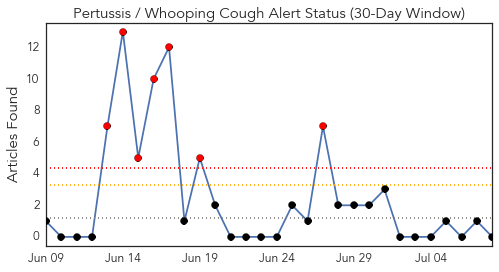 Pertussis / Whooping Cough Alert Status (30-Day Window)
Articles Found
12
10
8
6
4
2
0
Jun 09 Jun 14 Jun 19 Jun 24 Jun 29 Jul 04